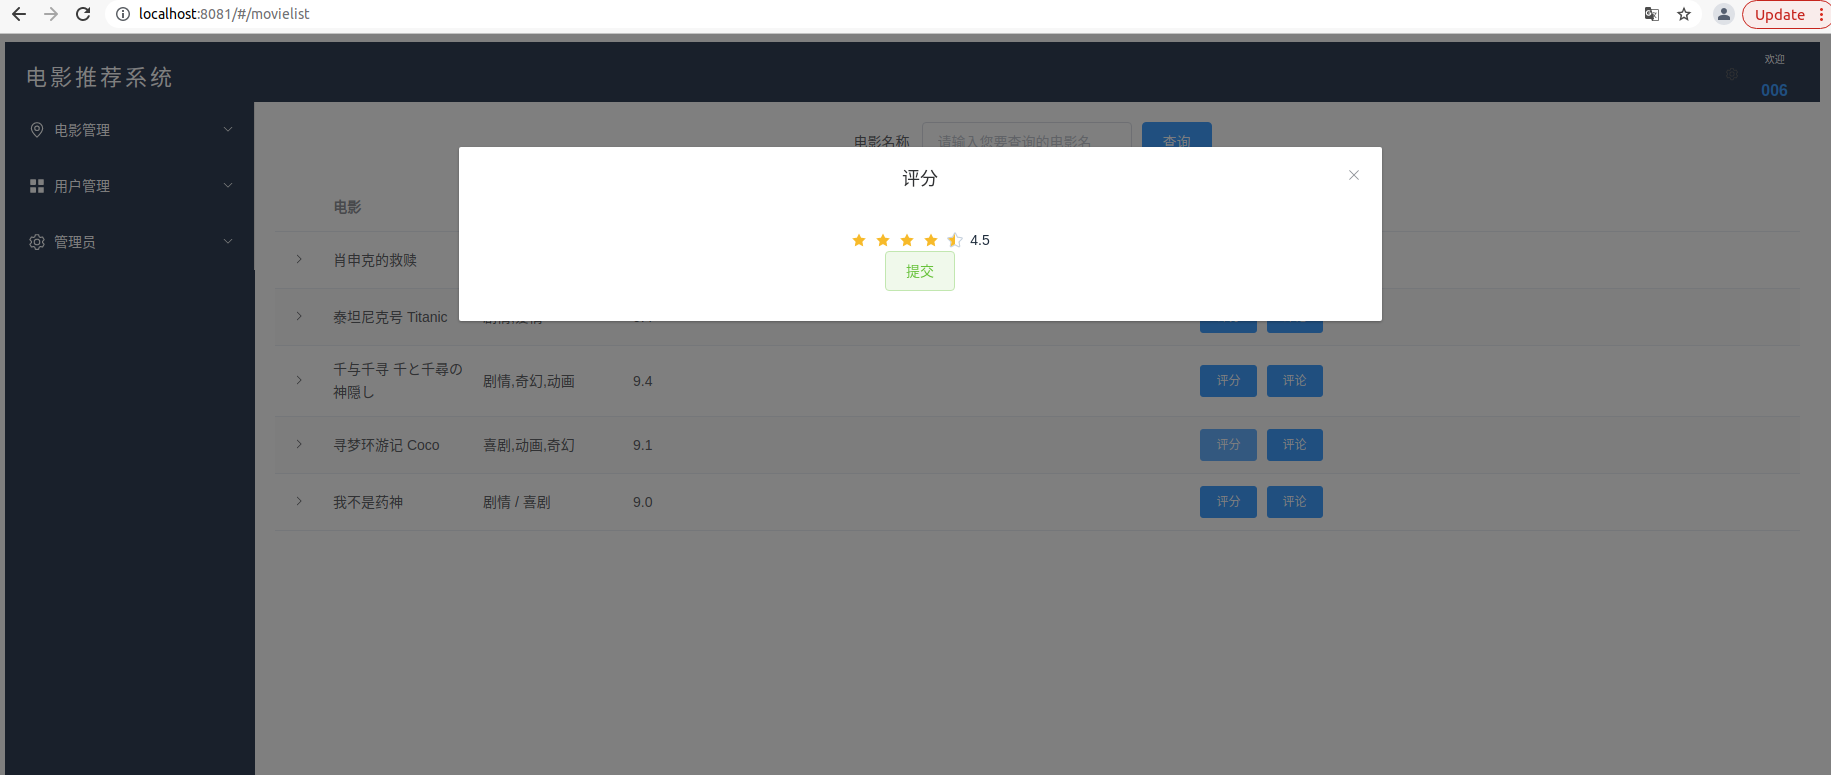 localhost:8081/#/movielist
Update
电影推荐系统
欢迎
006
电影管理
用户管理
管理员
电影名称 请输入您要查询的电影名 查询
评分
4.5
提交
电影
肖申克的救赎
泰坦尼克号 Titanic
千与千寻 千と千尋の
神隠し
剧情,奇幻,动画 9.4 评分 评论
寻梦环游记 Coco 喜剧,动画,奇幻 9.1 评分 评论
我不是药神 剧情 / 喜剧 9.0 评分 评论